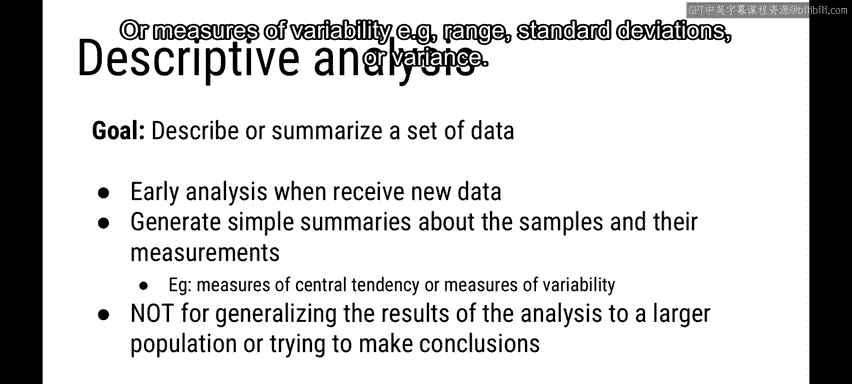 GPT中英字幕课程资源@bilibili.com
Or measures of variability e.g, range, standard deviations,
or variance.
Descriptive analysis
Goal: Describe or summarize a set of data
● Early analysis when receive new data
● Generate simple summaries about the samples and their
measurements
● Eg: measures of central tendency or measures of variability
● NOT for generalizing the results of the analysis to a larger
population or trying to make conclusions